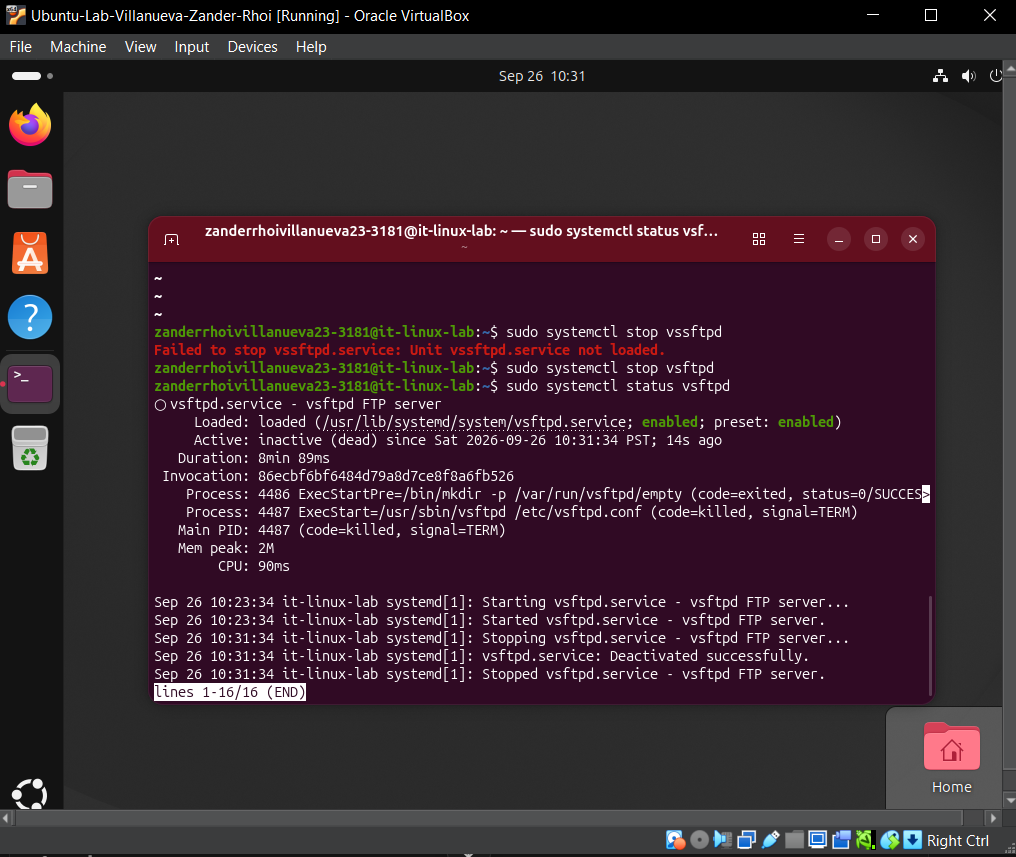 Ubuntu-Lab-Villanueva-Zander-Rhoi [Running] - Oracle VirtualBox
File Machine View Input Devices Help
Sep 26 10:31
zanderrhoivillanueva23-3181@it-linux-lab: ~ — sudo systemctl status vsf...
~
~
~
~
zanderrhoivillanueva23-3181@it-linux-lab:~$ sudo systemctl stop vssftpd
Failed to stop vssftpd.service: Unit vssftpd.service not loaded.
zanderrhoivillanueva23-3181@it-linux-lab:~$ sudo systemctl stop vsftpd
zanderrhoivillanueva23-3181@it-linux-lab:~$ sudo systemctl status vsftpd
○ vsftpd.service - vsftpd FTP server
Loaded: loaded (/usr/lib/systemd/system/vsftpd.service; enabled; preset: enabled)
Active: inactive (dead) since Sat 2026-09-26 10:31:34 PST; 14s ago
Duration: 8min 89ms
Invocation: 86ecbf6bf6484d79a8d7ce8f8a6fb526
Process: 4486 ExecStartPre=/bin/mkdir -p /var/run/vsftpd/empty (code=exited, status=0/SUCCES>
Process: 4487 ExecStart=/usr/sbin/vsftpd /etc/vsftpd.conf (code=killed, signal=TERM)
Main PID: 4487 (code=killed, signal=TERM)
Mem peak: 2M
CPU: 90ms
Sep 26 10:23:34 it-linux-lab systemd[1]: Starting vsftpd.service - vsftpd FTP server...
Sep 26 10:23:34 it-linux-lab systemd[1]: Started vsftpd.service - vsftpd FTP server.
Sep 26 10:31:34 it-linux-lab systemd[1]: Stopping vsftpd.service - vsftpd FTP server...
Sep 26 10:31:34 it-linux-lab systemd[1]: vsftpd.service: Deactivated successfully.
Sep 26 10:31:34 it-linux-lab systemd[1]: Stopped vsftpd.service - vsftpd FTP server.
lines 1-16/16 (END)
Home
Right Ctrl